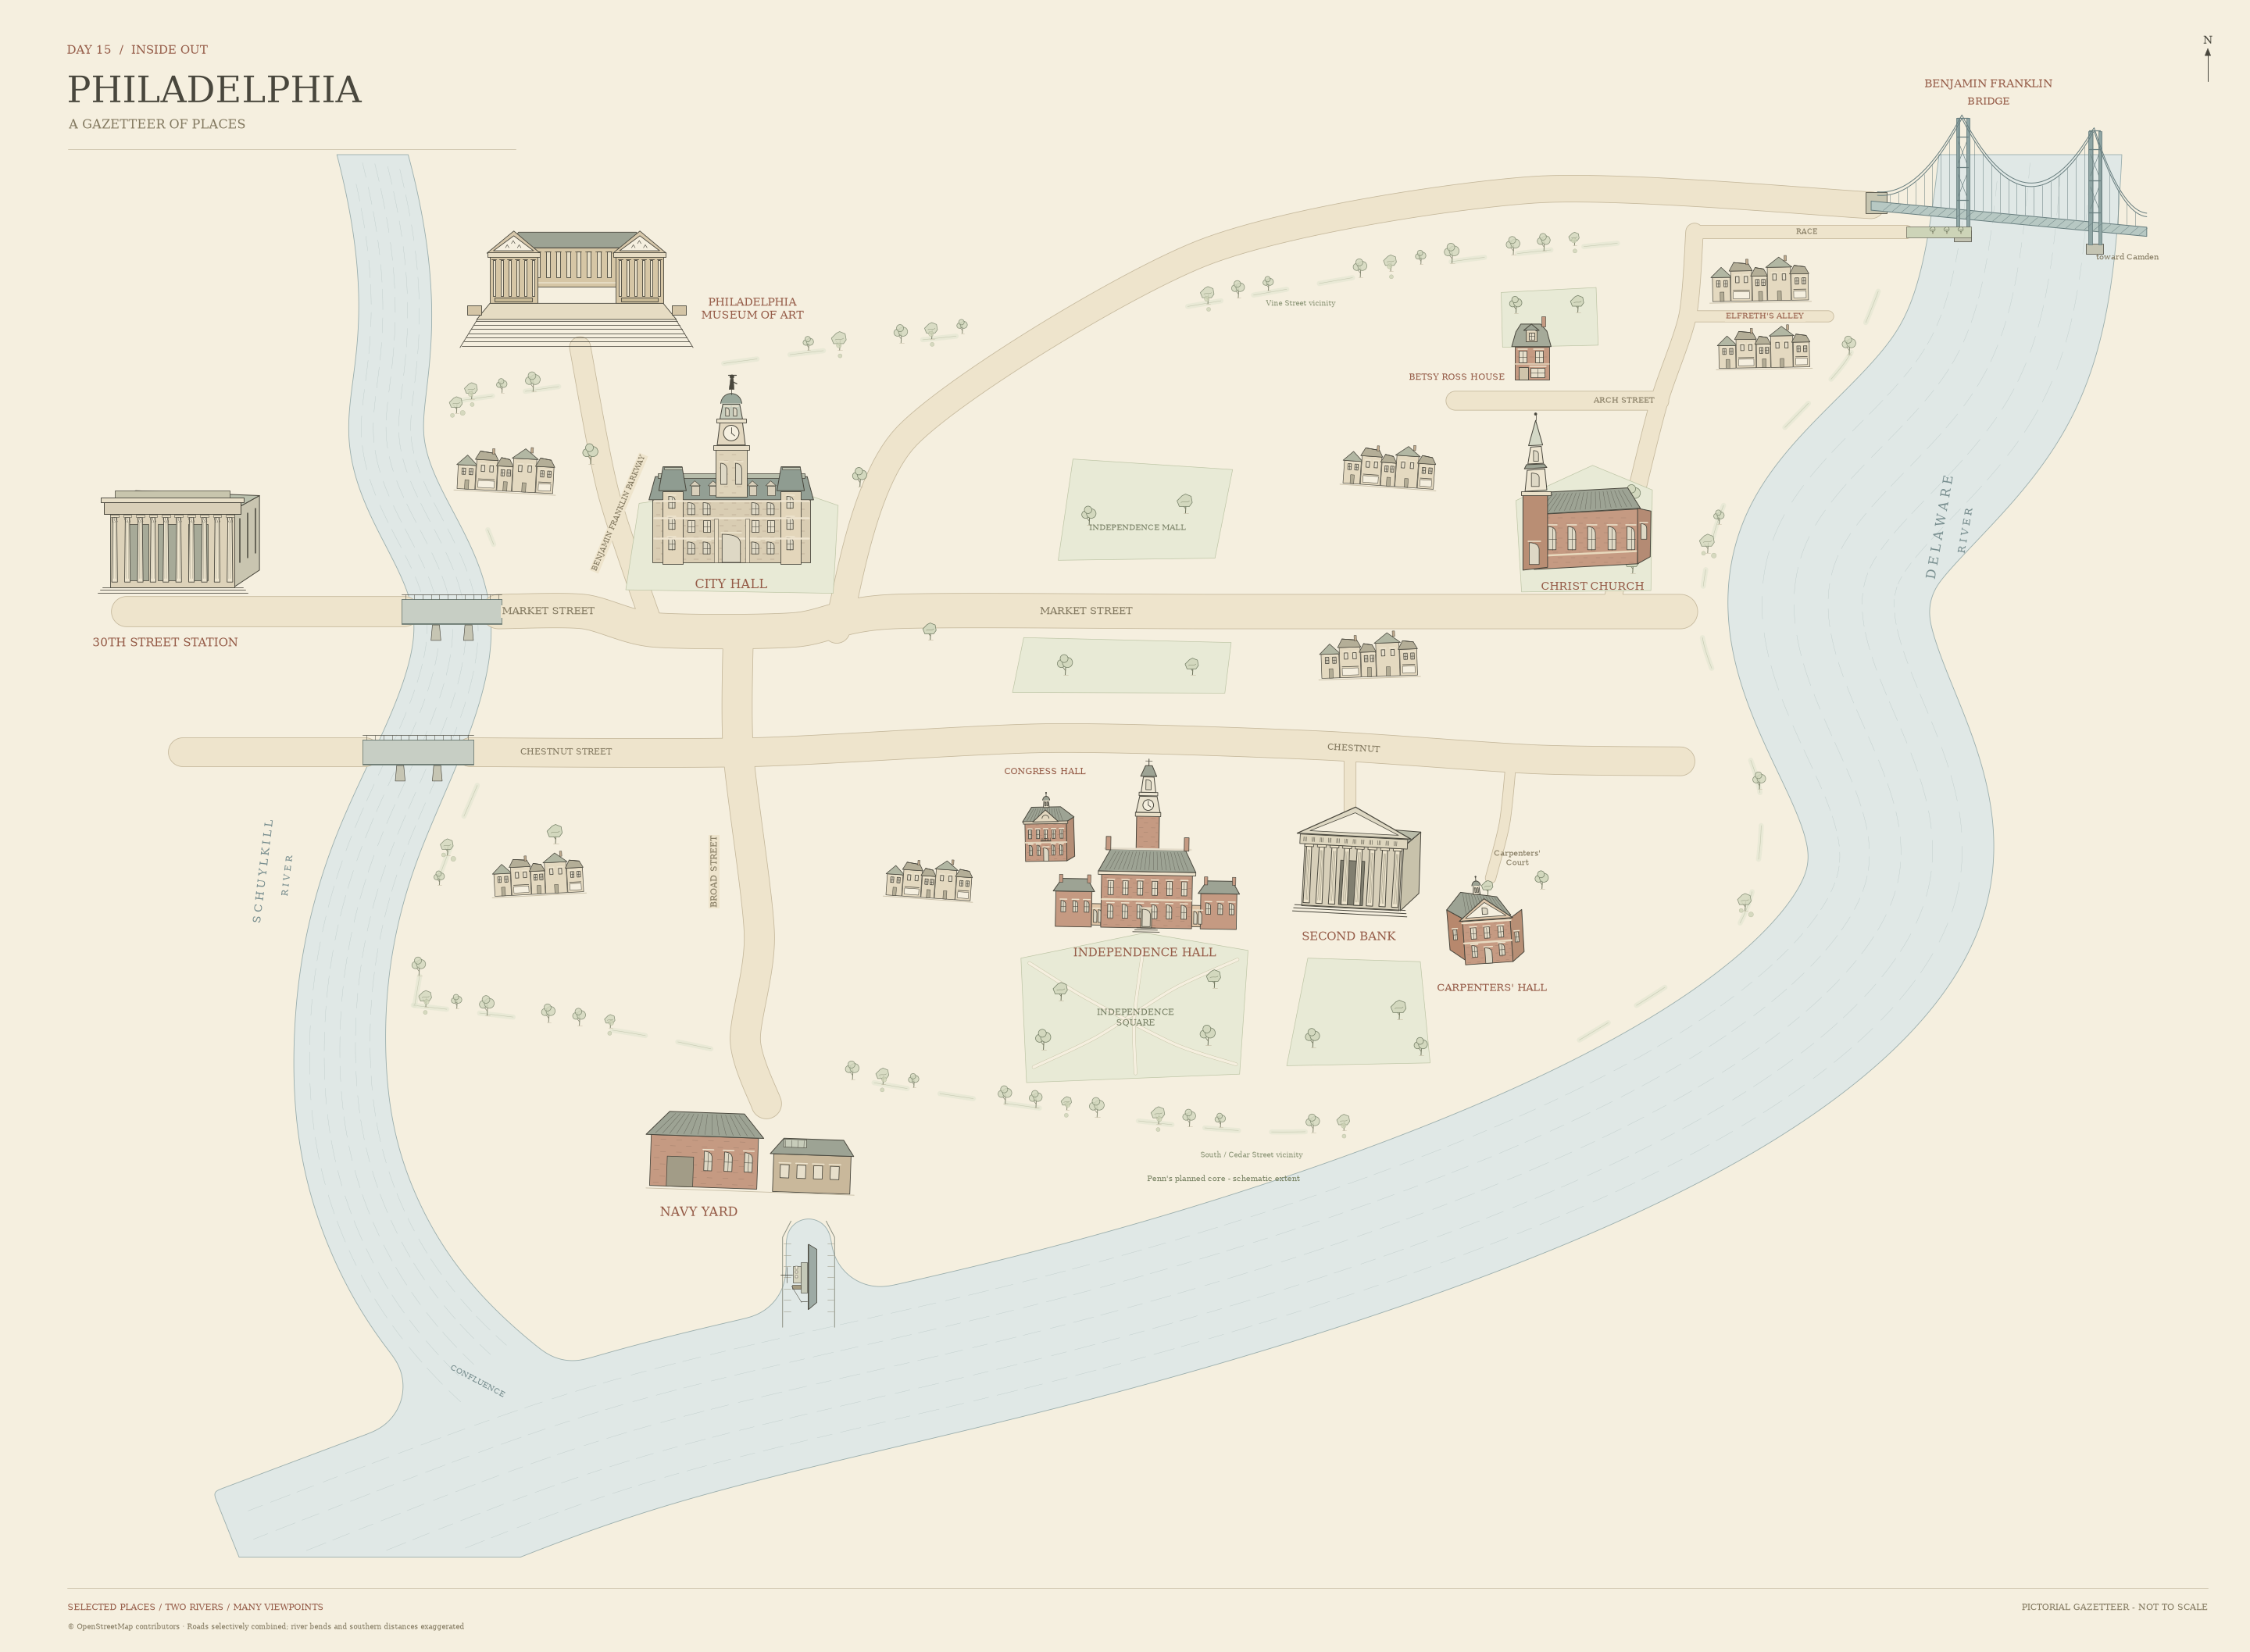 DAY 15 / INSIDE OUT
PHILADELPHIA
A GAZETTEER OF PLACES
N
BENJAMIN FRANKLIN
BRIDGE
RACE
toward Camden
PHILADELPHIA
MUSEUM OF ART
Vine Street vicinity
ELFRETH'S ALLEY
BETSY ROSS HOUSE
ARCH STREET
BENJAMIN FRANKLIN PARKWAY
INDEPENDENCE MALL
DELAWARE
RIVER
CITY HALL
CHRIST CHURCH
MARKET STREET
MARKET STREET
30TH STREET STATION
CHESTNUT STREET
CHESTNUT
CONGRESS HALL
SCHUYLKILL
RIVER
BROAD STREET
Carpenters'
Court
SECOND BANK
INDEPENDENCE HALL
CARPENTERS' HALL
INDEPENDENCE
SQUARE
South / Cedar Street vicinity
Penn's planned core - schematic extent
NAVY YARD
CONFLUENCE
SELECTED PLACES / TWO RIVERS / MANY VIEWPOINTS
PICTORIAL GAZETTEER - NOT TO SCALE
© OpenStreetMap contributors · Roads selectively combined; river bends and southern distances exaggerated